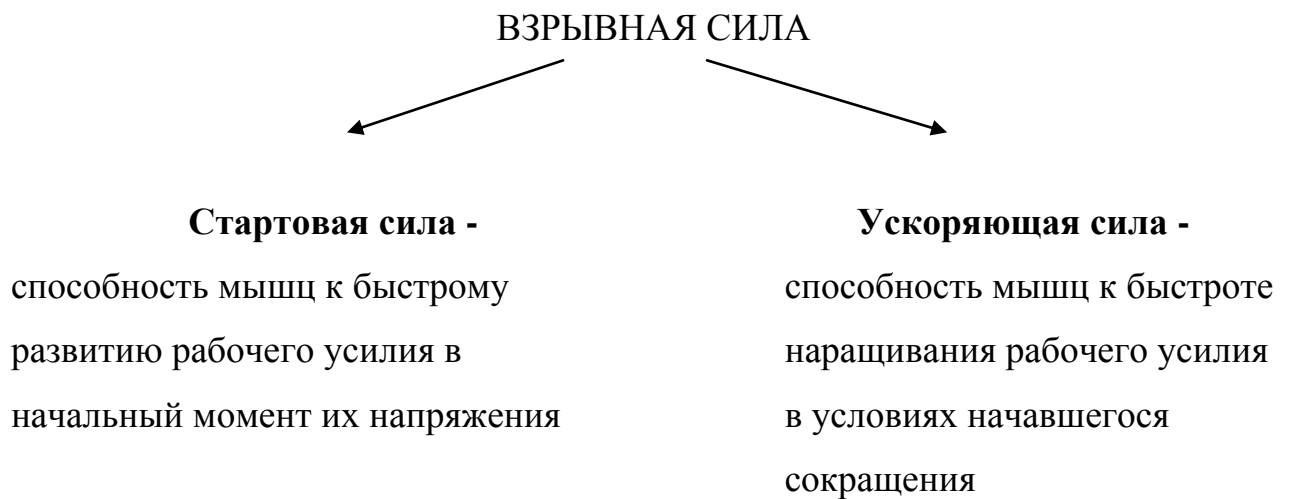 ВЗРЫВНАЯ СИЛА
Стартовая сила -
способность мышц к быстрому
развитию рабочего усилия в
начальный момент их напряжения
Ускоряющая сила -
способность мышц к быстроте
наращивания рабочего усилия
в условиях начавшегося
сокращения